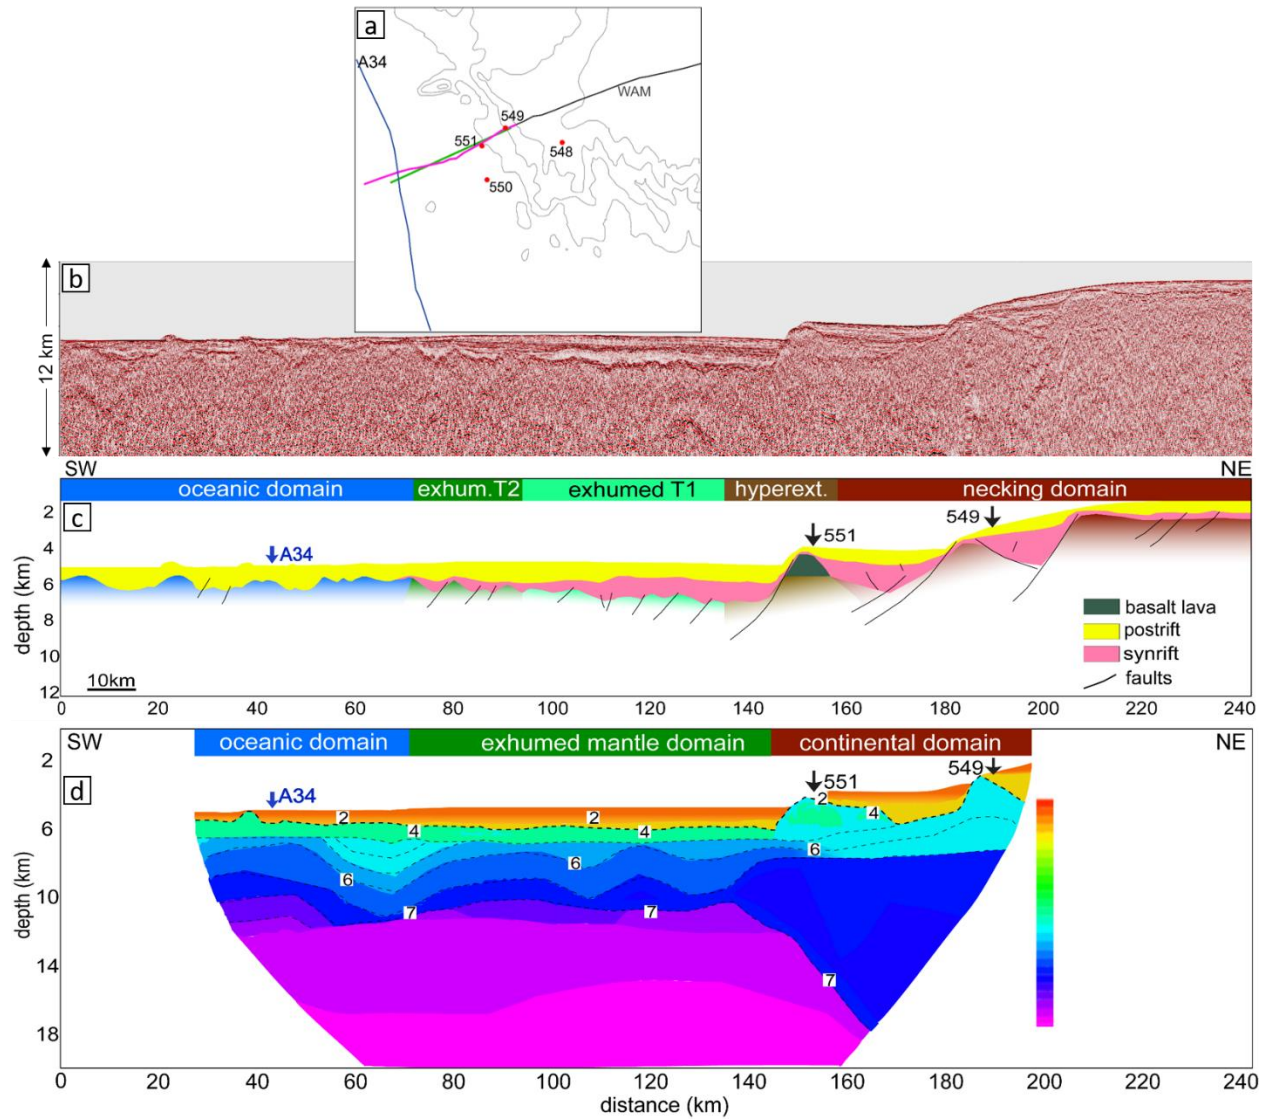 a
A34
WAM
549
551
548
550
b
12 km
SW
NE
oceanic domain
exhum.T2
exhumed T1
hyperext.
necking domain
c
2
4
6
8
10
12
depth (km)
A34
551
549
basalt lava
postrift
synrift
faults
10km
0 20 40 60 80 100 120 140 160 180 200 220 240
SW
NE
oceanic domain
exhumed mantle domain
continental domain
d
2
6
10
14
18
depth (km)
A34
551
549
2 2 2
4 4 4
6 6
7 7 7
0 20 40 60 80 100 120 140 160 180 200 220 240
distance (km)